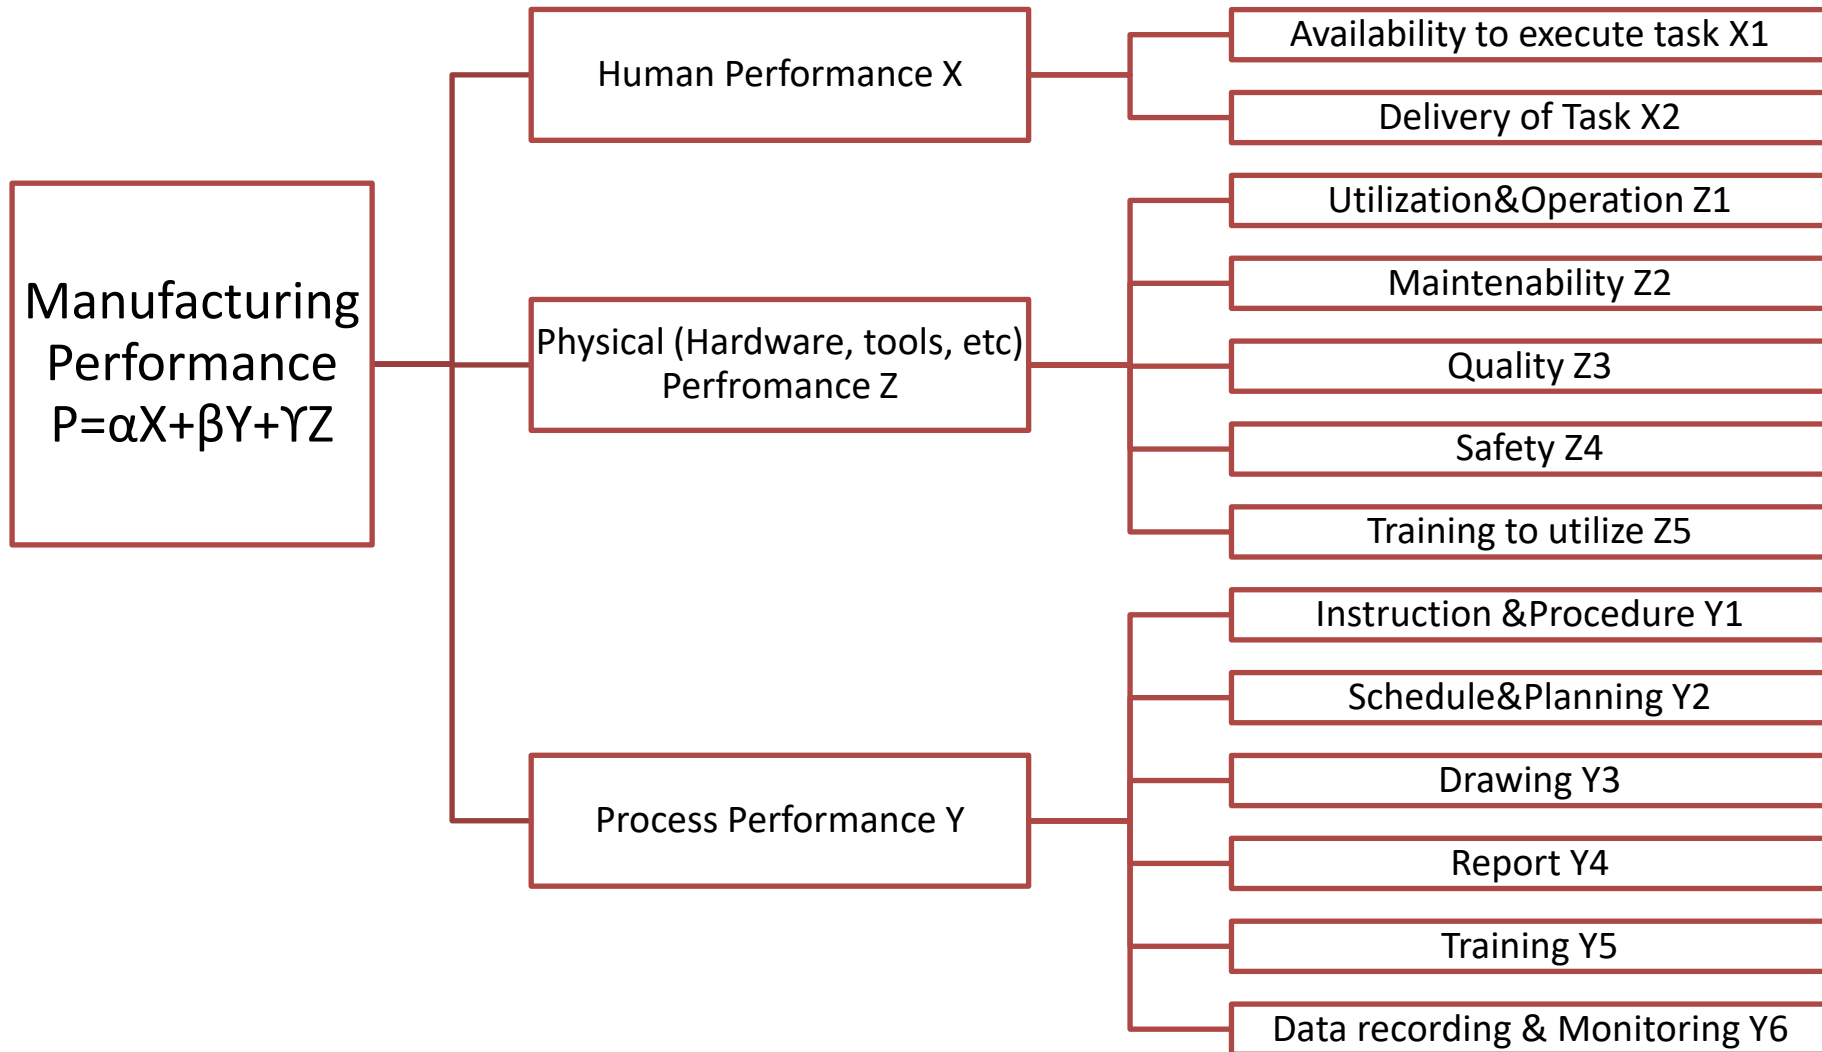 Manufacturing
Performance
P=αX+βY+ϒZ
Human Performance X
Availability to execute task X1
Delivery of Task X2
Physical (Hardware, tools, etc)
Perfromance Z
Utilization&Operation Z1
Maintenability Z2
Quality Z3
Safety Z4
Training to utilize Z5
Process Performance Y
Instruction &Procedure Y1
Schedule&Planning Y2
Drawing Y3
Report Y4
Training Y5
Data recording & Monitoring Y6